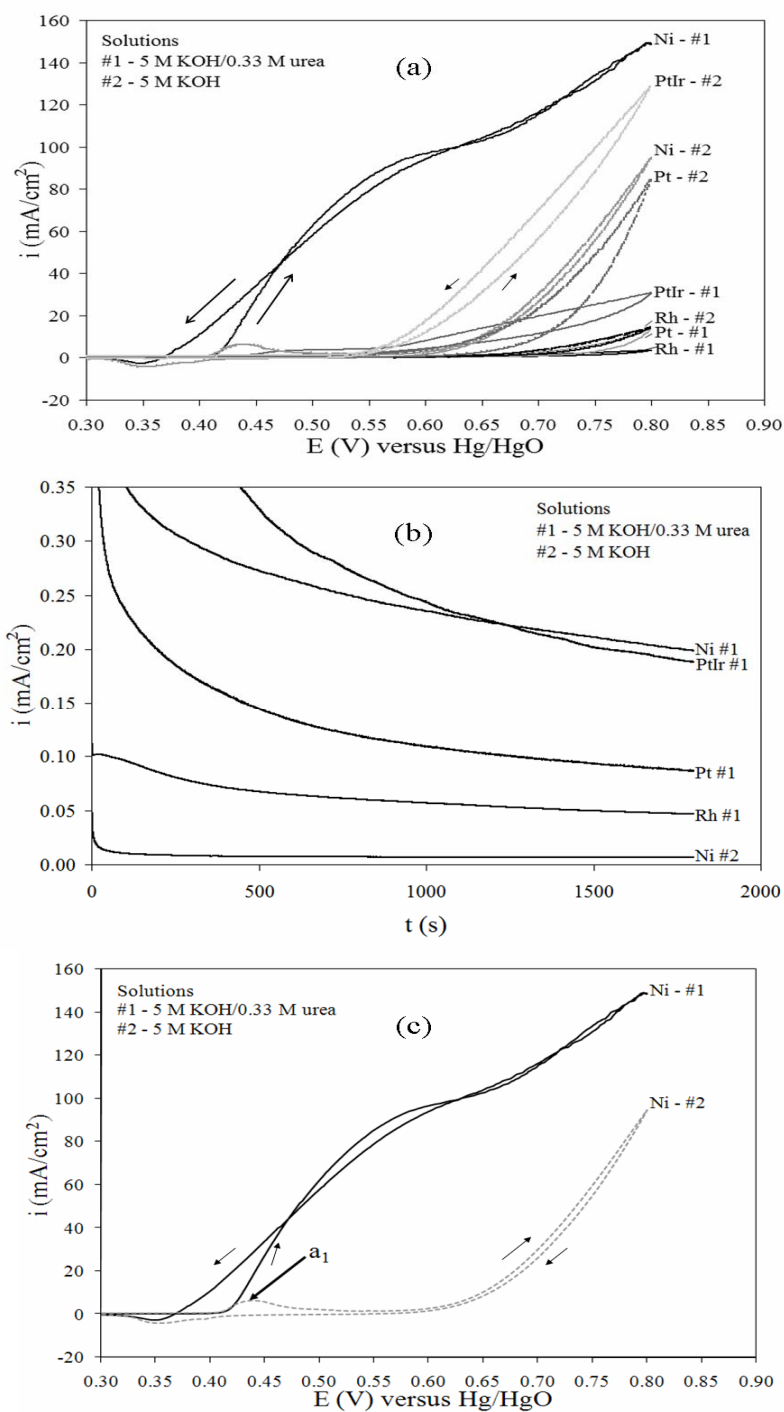 160
140
120
100
80
60
40
20
0
-20
i (mA/cm²)
Solutions
#1 - 5 M KOH/0.33 M urea
#2 - 5 M KOH
(a)
Ni - #1
PtIr - #2
Ni - #2
Pt - #2
PtIr - #1
Rh - #2
Pt - #1
Rh - #1
0.30 0.35 0.40 0.45 0.50 0.55 0.60 0.65 0.70 0.75 0.80 0.85 0.90
E (V) versus Hg/HgO
0.35
0.30
0.25
0.20
0.15
0.10
0.05
0.00
i (mA/cm²)
(b)
Solutions
#1 - 5 M KOH/0.33 M urea
#2 - 5 M KOH
Ni #1
PtIr #1
Pt #1
Rh #1
Ni #2
0 500 1000 1500 2000
t (s)
160
140
120
100
80
60
40
20
0
-20
i (mA/cm²)
Solutions
#1 - 5 M KOH/0.33 M urea
#2 - 5 M KOH
(c)
Ni - #1
Ni - #2
a₁
0.30 0.35 0.40 0.45 0.50 0.55 0.60 0.65 0.70 0.75 0.80 0.85 0.90
E (V) versus Hg/HgO